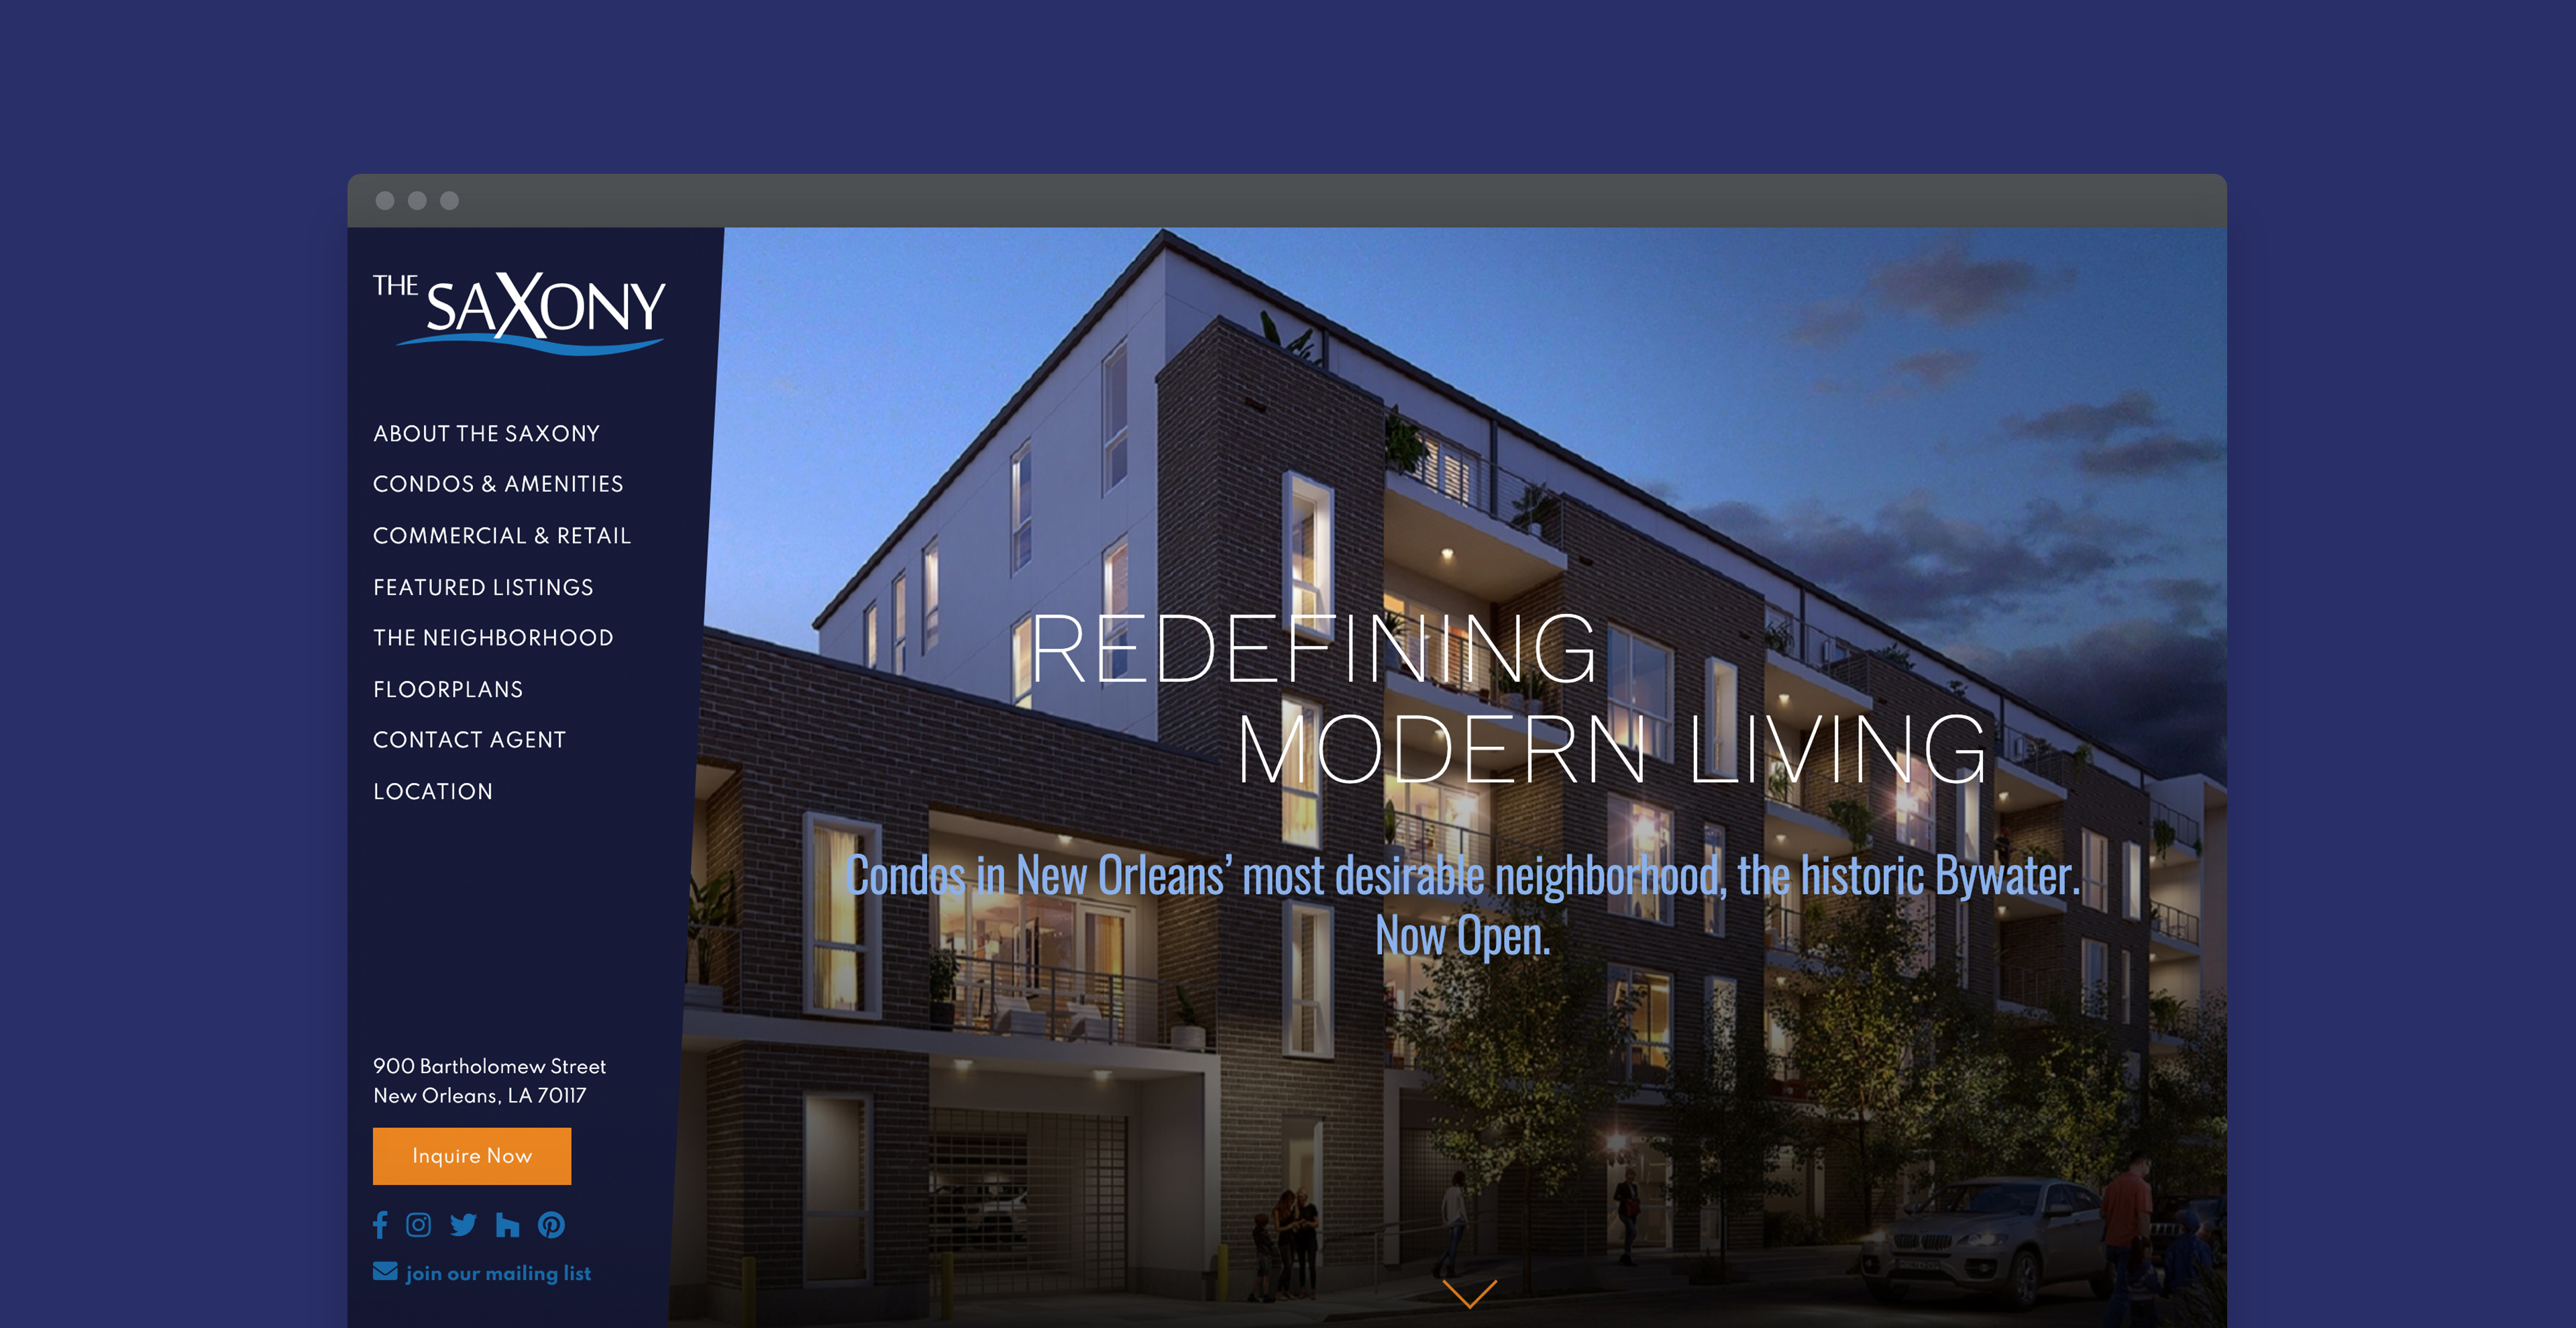 THE SAXONY
ABOUT THE SAXONY
CONDOS & AMENITIES
COMMERCIAL & RETAIL
FEATURED LISTINGS
THE NEIGHBORHOOD
FLOORPLANS
CONTACT AGENT
LOCATION
900 Bartholomew Street
New Orleans, LA 70117
Inquire Now
join our mailing list
REDEFINING
MODERN LIVING
Condos in New Orleans’ most desirable neighborhood, the historic Bywater.
Now Open.